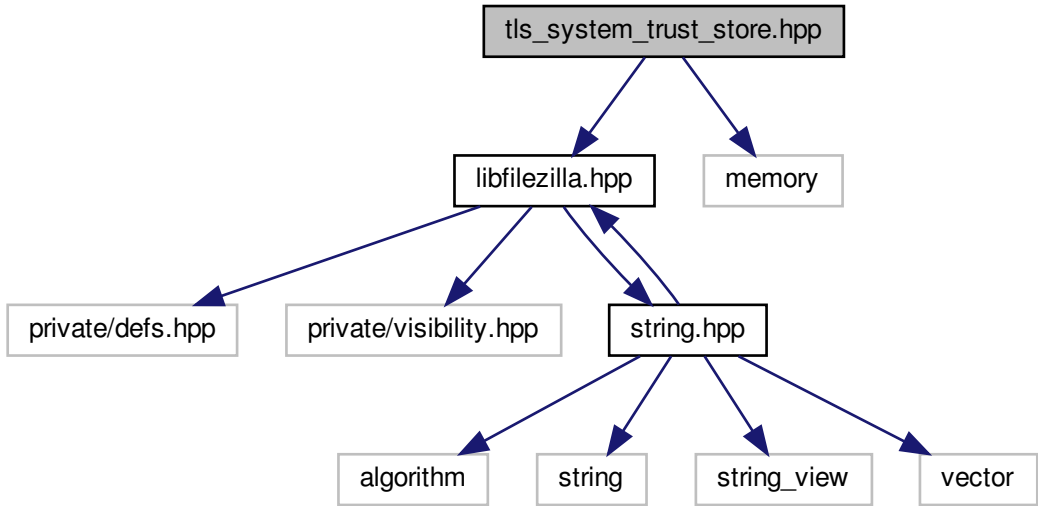 tls_system_trust_store.hpp
libfilezilla.hpp
memory
private/defs.hpp
private/visibility.hpp
string.hpp
algorithm
string
string_view
vector